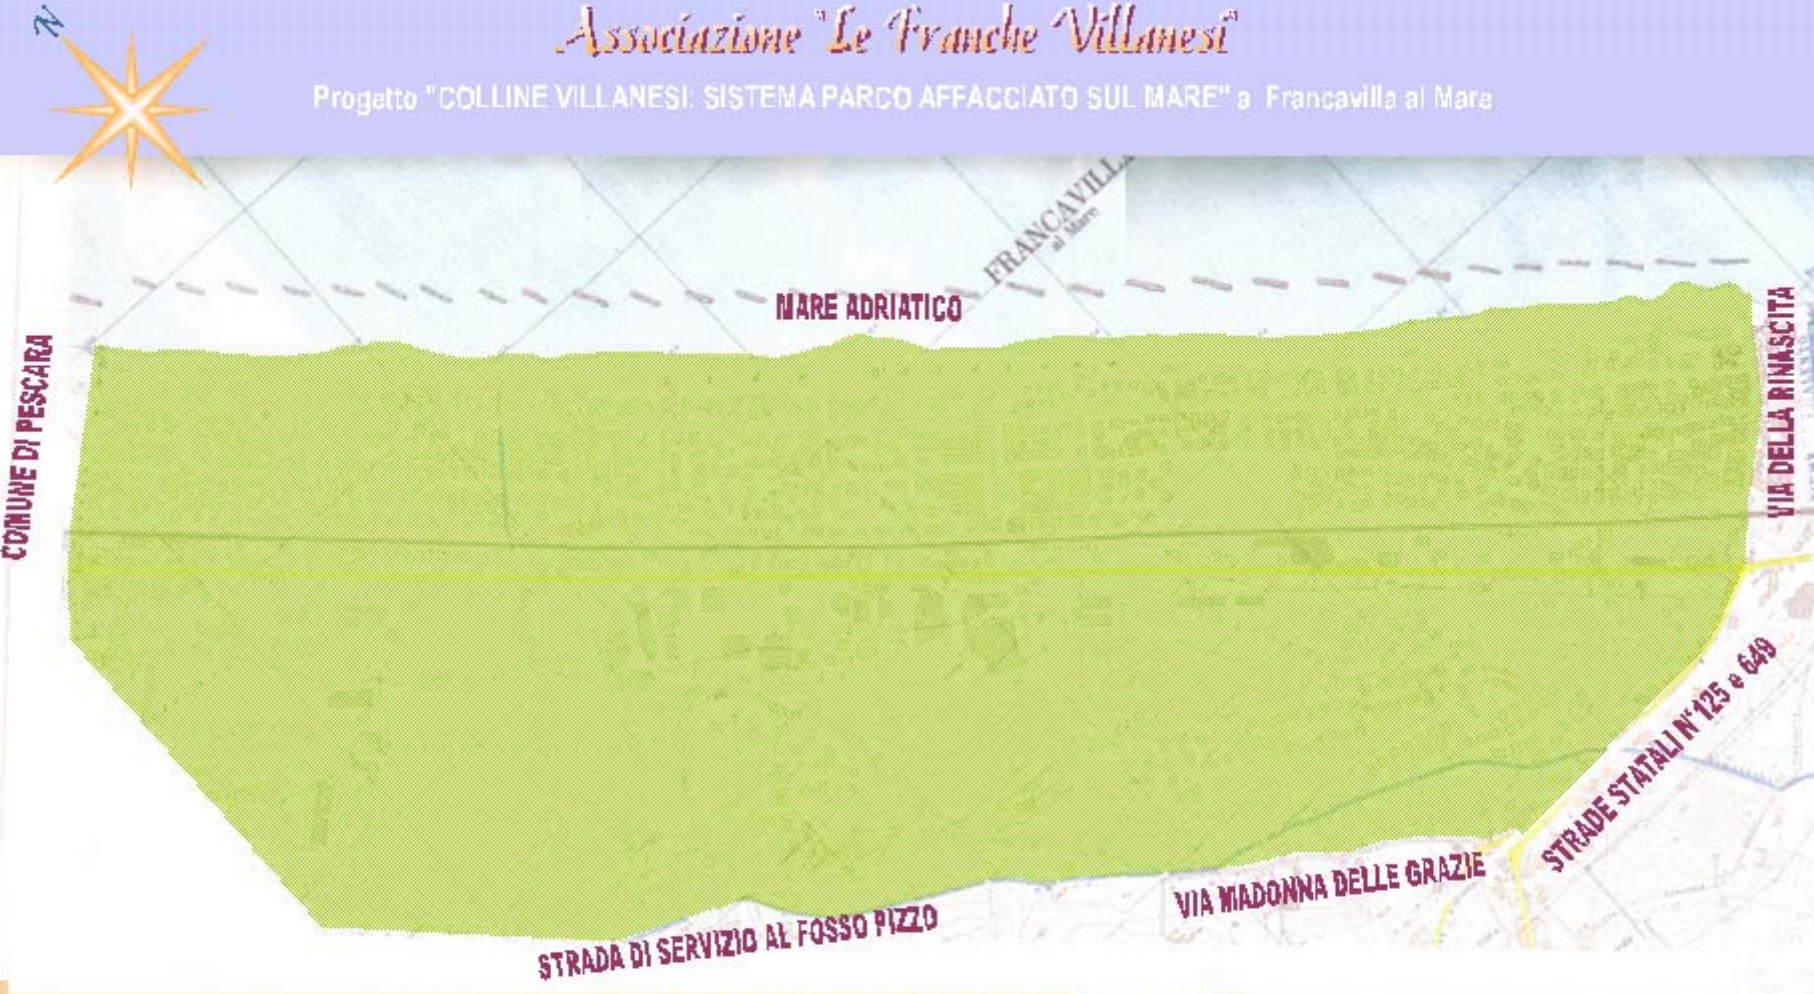 N
Associazione "Le Franche Villanesi"
Progetto "COLLINE VILLANESI: SISTEMA PARCO AFFACCIATO SUL MARE" a Francavilla al Mare
FRANCAVILLA
al Mare
MARE ADRIATICO
COMUNE DI PESCARA
VIA DELLA RINASCITA
STRADE STATALI N°125 e 649
VIA MADONNA DELLE GRAZIE
STRADA DI SERVIZIO AL FOSSO PIZZO